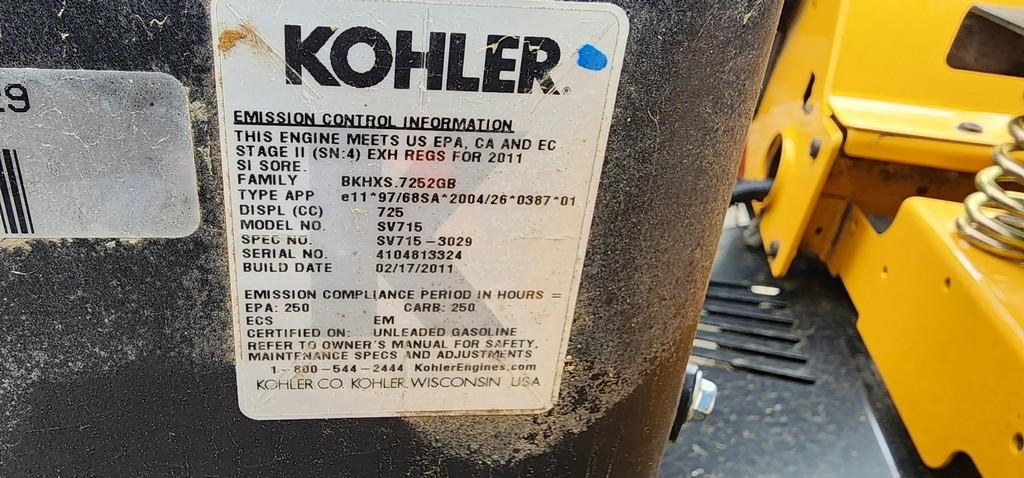 KOHLER®
EMISSION CONTROL INFORMATION
THIS ENGINE MEETS US EPA, CA AND EC
STAGE II (SN:4) EXH REGS FOR 2011
SI SORE.
FAMILY BKHXS.7252GB
TYPE APP e11*97/68SA*2004/26*0387*01
DISPL (CC) 725
MODEL NO. SV715
SPEC NO. SV715-3029
SERIAL NO. 4104813324
BUILD DATE 02/17/2011
EMISSION COMPLIANCE PERIOD IN HOURS =
EPA: 250 CARB: 250
ECS EM
CERTIFIED ON: UNLEADED GASOLINE
REFER TO OWNER'S MANUAL FOR SAFETY,
MAINTENANCE SPECS AND ADJUSTMENTS
1-800-544-2444 KohlerEngines.com
KOHLER CO. KOHLER, WISCONSIN USA